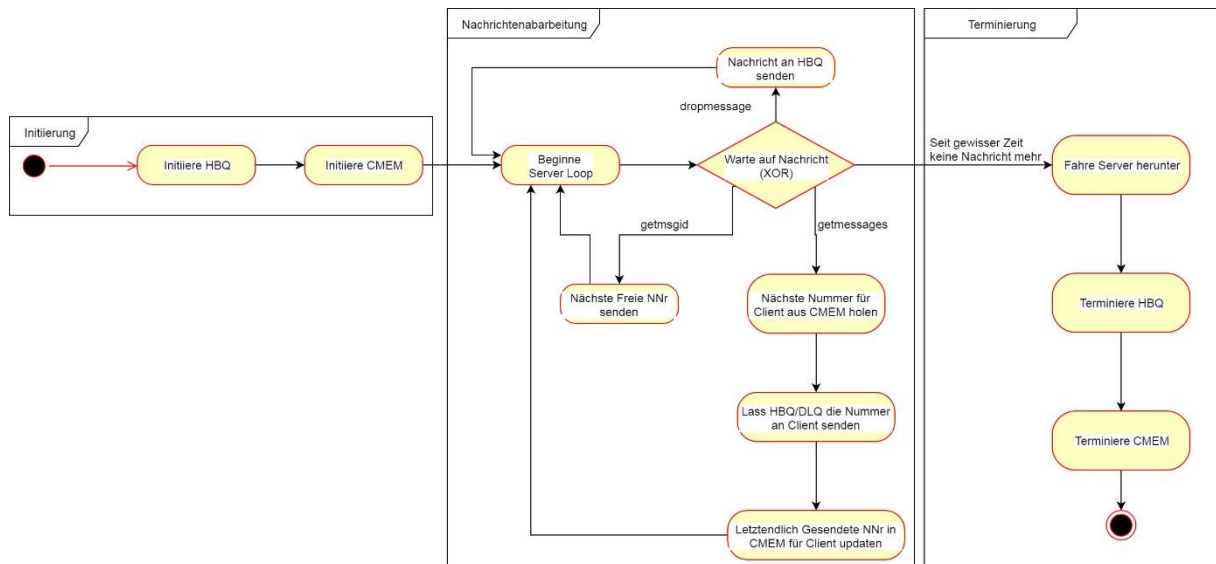 Initiierung
Initiiere HBQ
Initiiere CMEM
Nachrichtenabarbeitung
Nachricht an HBQ
senden
dropmessage
Beginne
Server Loop
Warte auf Nachricht
(XOR)
getmsgid
getmessages
Nächste Freie NNr
senden
Nächste Nummer für
Client aus CMEM holen
Lass HBQ/DLQ die Nummer
an Client senden
Letztendlich Gesendete NNr in
CMEM für Client updaten
Terminierung
Seit gewisser Zeit
keine Nachricht mehr
Fahre Server herunter
Terminiere HBQ
Terminiere CMEM